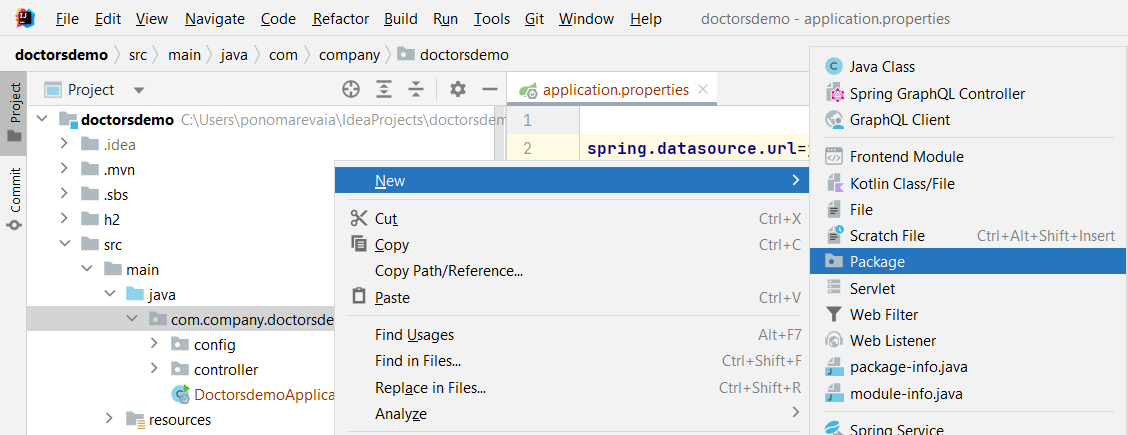 File Edit View Navigate Code Refactor Build Run Tools Git Window Help doctorsdemo - application.properties
doctorsdemo src main java com company doctorsdemo
Project
Commit
Project
application.properties
doctorsdemo C:\Users\ponomarevaia\IdeaProjects\doctorsdem
.idea
.mvn
.sbs
h2
src
main
java
com.company.doctorsde
config
controller
DoctorsdemoApplica
resources
1
2 spring.datasource.url=
New
Cut Ctrl+X
Copy Ctrl+C
Copy Path/Reference...
Paste Ctrl+V
Find Usages Alt+F7
Find in Files... Ctrl+Shift+F
Replace in Files... Ctrl+Shift+R
Analyze
Java Class
Spring GraphQL Controller
GraphQL Client
Frontend Module
Kotlin Class/File
File
Scratch File Ctrl+Alt+Shift+Insert
Package
Servlet
Web Filter
Web Listener
package-info.java
module-info.java
Spring Service